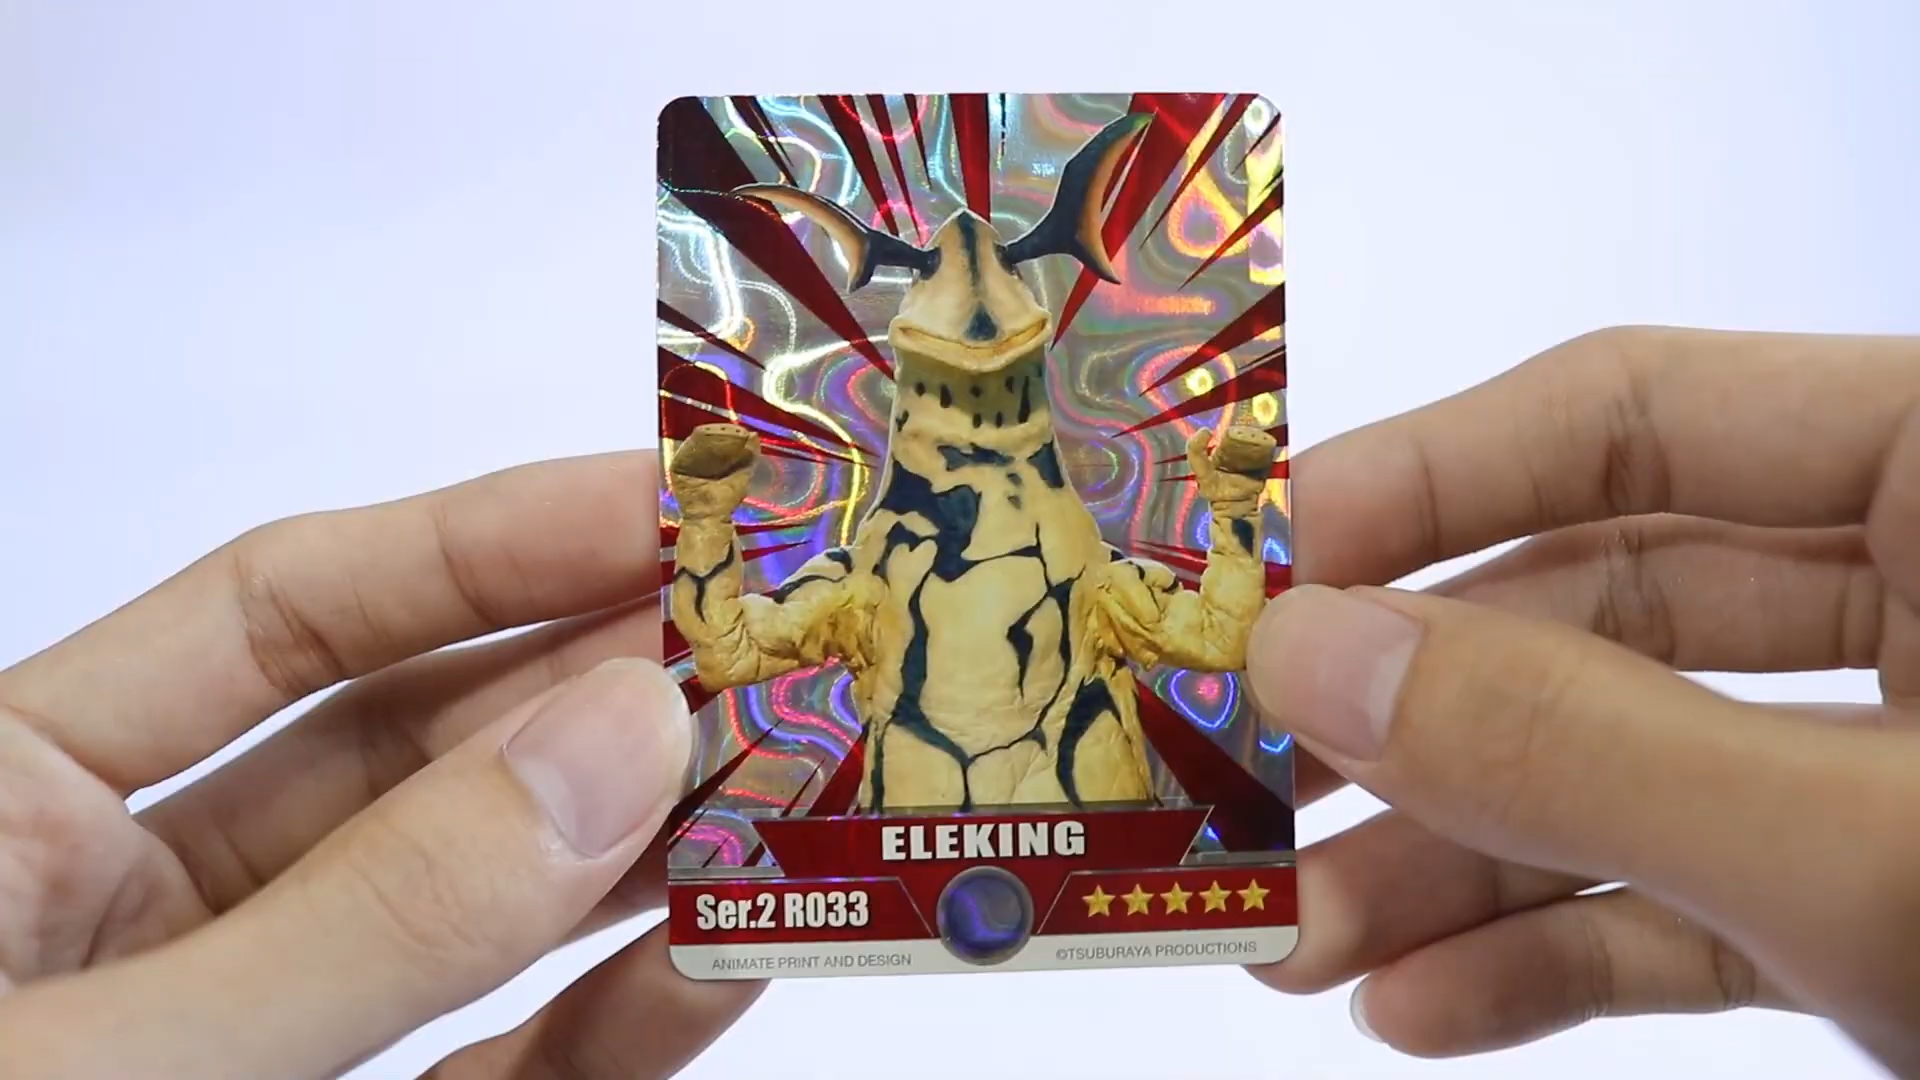 ELEKING
Ser.2 R033
ANIMATE PRINT AND DESIGN
©TSUBURAYA PRODUCTIONS